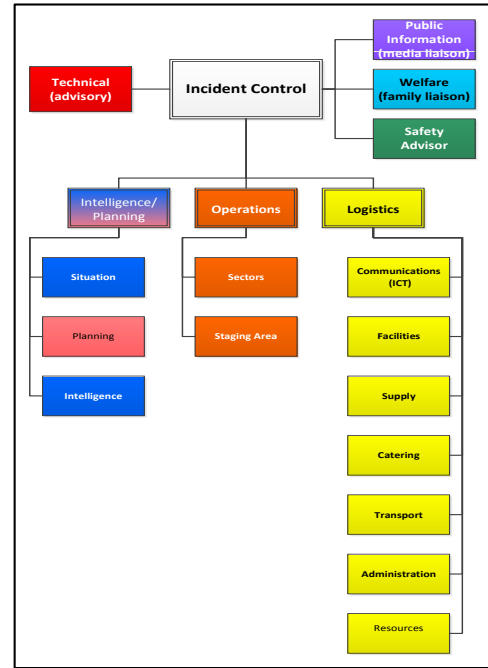 Public
Information
(media liaison)
Technical
(advisory)
Incident Control
Welfare
(family liaison)
Safety
Advisor
Intelligence/
Planning
Operations
Logistics
Situation
Sectors
Communications
(ICT)
Planning
Staging Area
Facilities
Intelligence
Supply
Catering
Transport
Administration
Resources